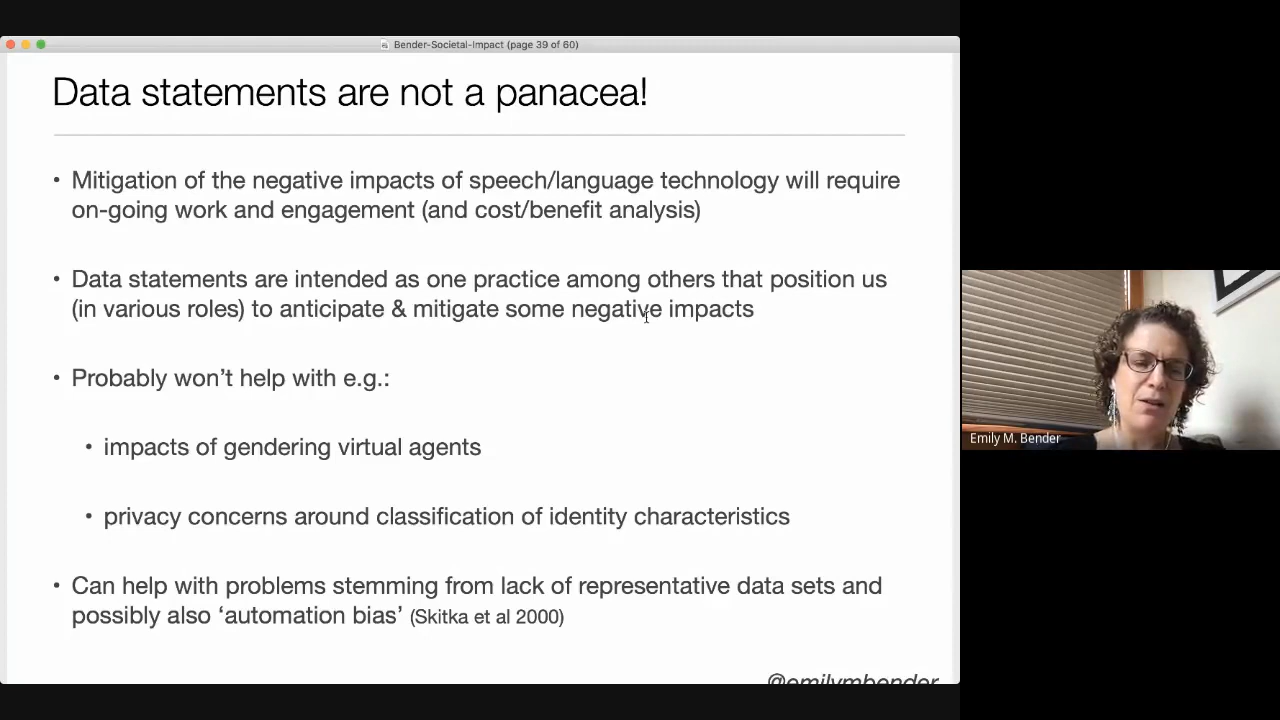 Bender-Societal-Impact (page 39 of 60)
Data statements are not a panacea!
• Mitigation of the negative impacts of speech/language technology will require
on-going work and engagement (and cost/benefit analysis)
• Data statements are intended as one practice among others that position us
(in various roles) to anticipate & mitigate some negative impacts
• Probably won’t help with e.g.:
• impacts of gendering virtual agents
• privacy concerns around classification of identity characteristics
• Can help with problems stemming from lack of representative data sets and
possibly also ‘automation bias’ (Skitka et al 2000)
@emilymbender
Emily M. Bender